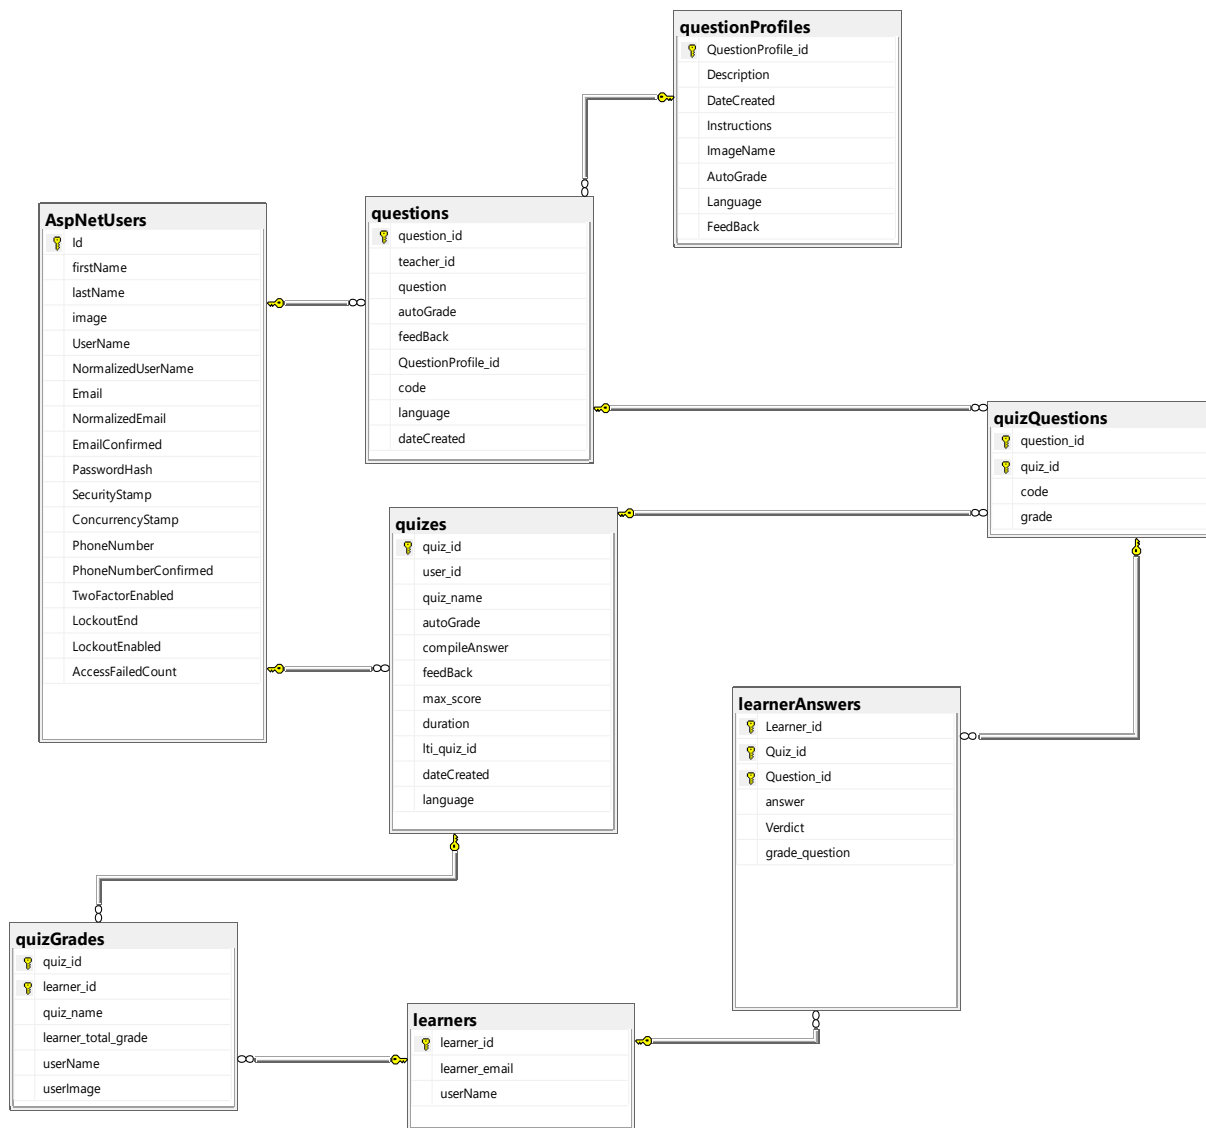 questionProfiles
QuestionProfile_id
Description
DateCreated
Instructions
ImageName
AutoGrade
Language
FeedBack
AspNetUsers
Id
firstName
lastName
image
UserName
NormalizedUserName
Email
NormalizedEmail
EmailConfirmed
PasswordHash
SecurityStamp
ConcurrencyStamp
PhoneNumber
PhoneNumberConfirmed
TwoFactorEnabled
LockoutEnd
LockoutEnabled
AccessFailedCount
questions
question_id
teacher_id
question
autoGrade
feedBack
QuestionProfile_id
code
language
dateCreated
quizQuestions
question_id
quiz_id
code
grade
quizes
quiz_id
user_id
quiz_name
autoGrade
compileAnswer
feedBack
max_score
duration
lti_quiz_id
dateCreated
language
learnerAnswers
Learner_id
Quiz_id
Question_id
answer
Verdict
grade_question
quizGrades
quiz_id
learner_id
quiz_name
learner_total_grade
userName
userImage
learners
learner_id
learner_email
userName